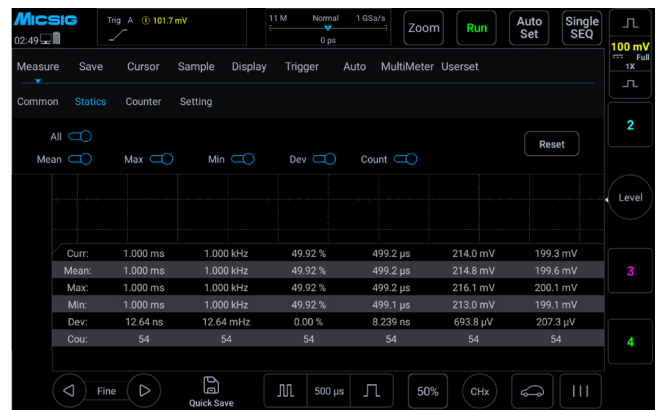 Micsig
Trig A ① 101.7 mV
11 M Normal 1 GSa/s
0 ps
Zoom
Run
Auto Set
Single SEQ
02:49
100 mV
Full
1X
Measure Save Cursor Sample Display Trigger Auto MultiMeter Userset
Common Statics Counter Setting
2
All
Reset
Mean Max Min Dev Count
Level
Curr: 1.000 ms 1.000 kHz 49.92 % 499.2 μs 214.0 mV 199.3 mV
Mean: 1.000 ms 1.000 kHz 49.92 % 499.2 μs 214.8 mV 199.6 mV
Max: 1.000 ms 1.000 kHz 49.92 % 499.2 μs 216.1 mV 200.1 mV
Min: 1.000 ms 1.000 kHz 49.92 % 499.1 μs 213.0 mV 199.1 mV
Dev: 12.64 ns 12.64 mHz 0.00 % 8.239 ns 693.8 μV 207.3 μV
Cou: 54 54 54 54 54 54
3
4
Fine
Quick Save
500 μs
50%
CHx